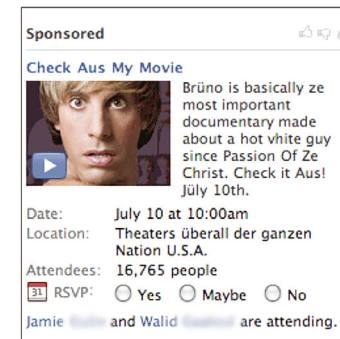 Sponsored
Check Aus My Movie
Brüno is basically ze
most important
documentary made
about a hot vhite guy
since Passion Of Ze
Christ. Check it Aus!
Jüly 10th.
Date: July 10 at 10:00am
Location: Theaters überall der ganzen
Nation U.S.A.
Attendees: 16,765 people
31 RSVP: Yes Maybe No
Jamie and Walid are attending.